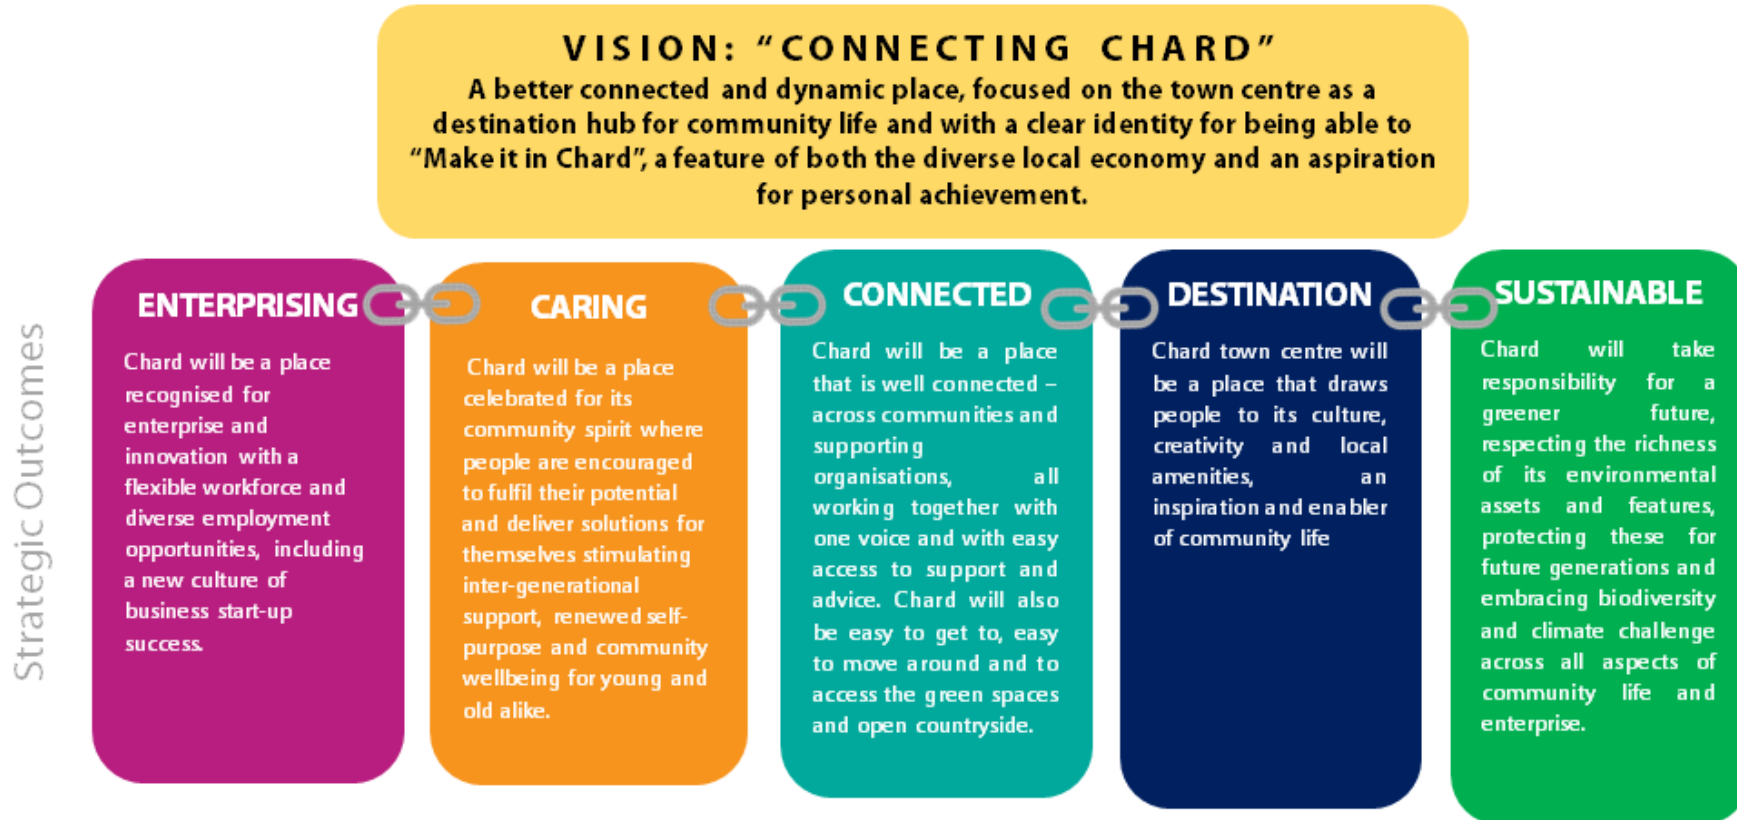 VISION: “CONNECTING CHARD”
A better connected and dynamic place, focused on the town centre as a
destination hub for community life and with a clear identity for being able to
“Make it in Chard”, a feature of both the diverse local economy and an aspiration
for personal achievement.
Strategic Outcomes
ENTERPRISING
Chard will be a place
recognised for
enterprise and
innovation with a
flexible workforce and
diverse employment
opportunities, including
a new culture of
business start-up
success.
CARING
Chard will be a place
celebrated for its
community spirit where
people are encouraged
to fulfil their potential
and deliver solutions for
themselves stimulating
inter-generational
support, renewed self-
purpose and community
wellbeing for young and
old alike.
CONNECTED
Chard will be a place
that is well connected –
across communities and
supporting
organisations, all
working together with
one voice and with easy
access to support and
advice. Chard will also
be easy to get to, easy
to move around and to
access the green spaces
and open countryside.
DESTINATION
Chard town centre will
be a place that draws
people to its culture,
creativity and local
amenities, an
inspiration and enabler
of community life
SUSTAINABLE
Chard will take
responsibility for a
greener future,
respecting the richness
of its environmental
assets and features,
protecting these for
future generations and
embracing biodiversity
and climate challenge
across all aspects of
community life and
enterprise.